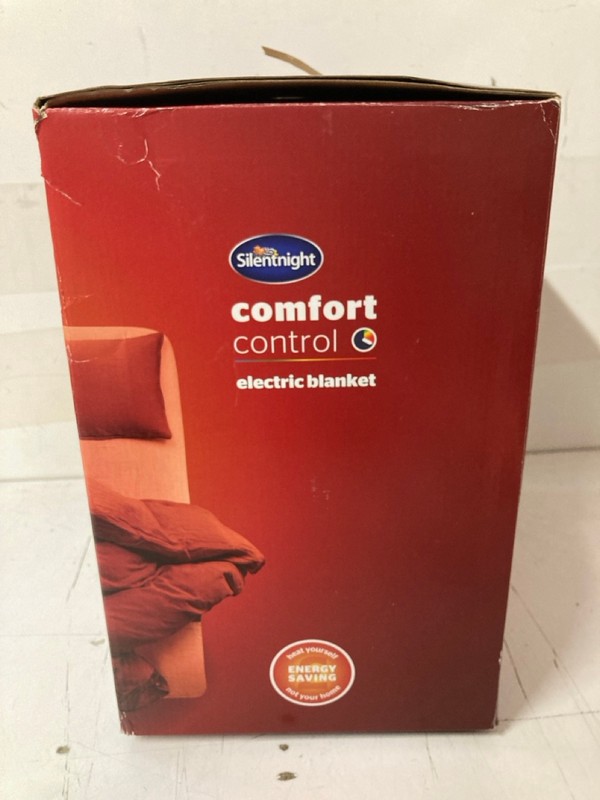 Silentnight
comfort
control
electric blanket
heat yourself
ENERGY
SAVING
not your home